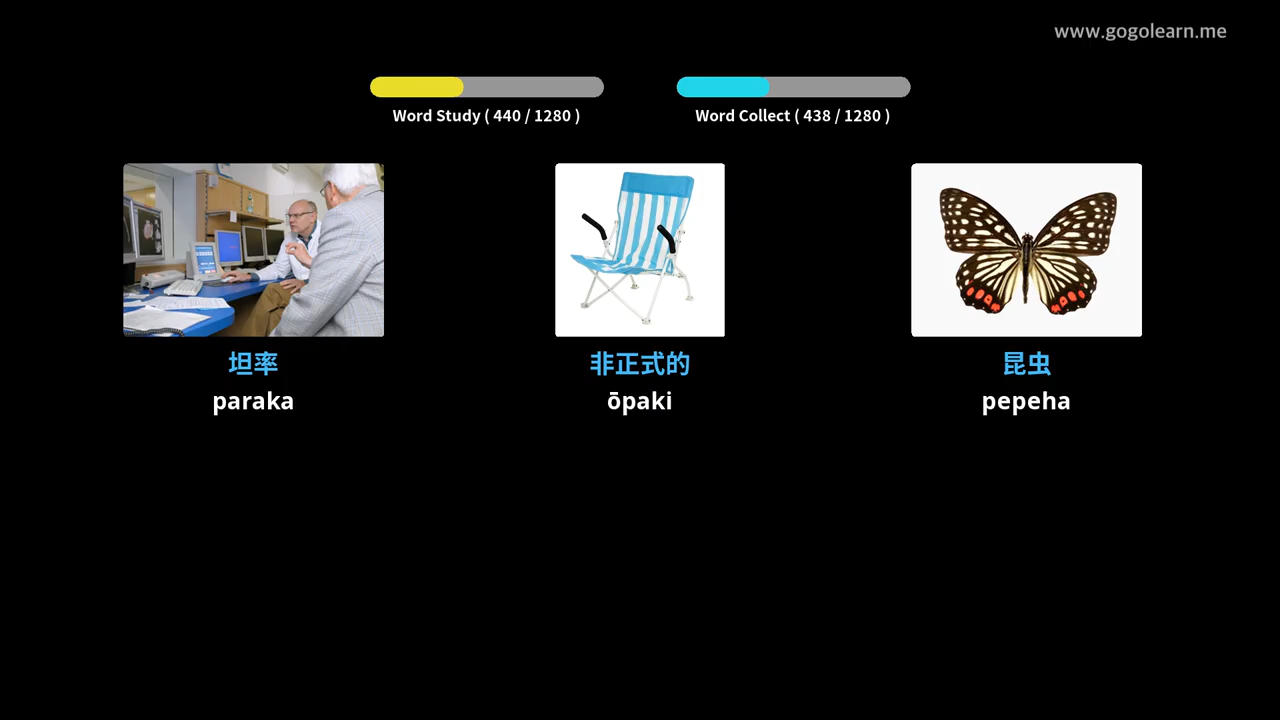 www.gogolearn.me
Word Study ( 440 / 1280 )
Word Collect ( 438 / 1280 )
坦率
非正式的
昆虫
paraka
ōpaki
pepeha